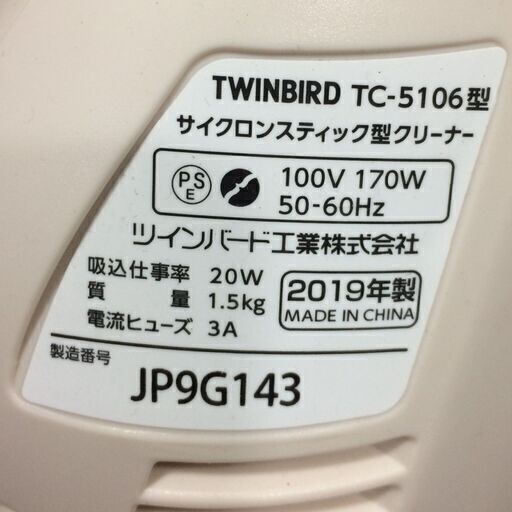 TWINBIRD TC-5106型
サイクロンスティック型クリーナー
PS E 100V 170W
50-60Hz
ツインバード工業株式会社
吸込仕事率 20W
質量 1.5kg
電流ヒューズ 3A
2019年製
MADE IN CHINA
製造番号
JP9G143